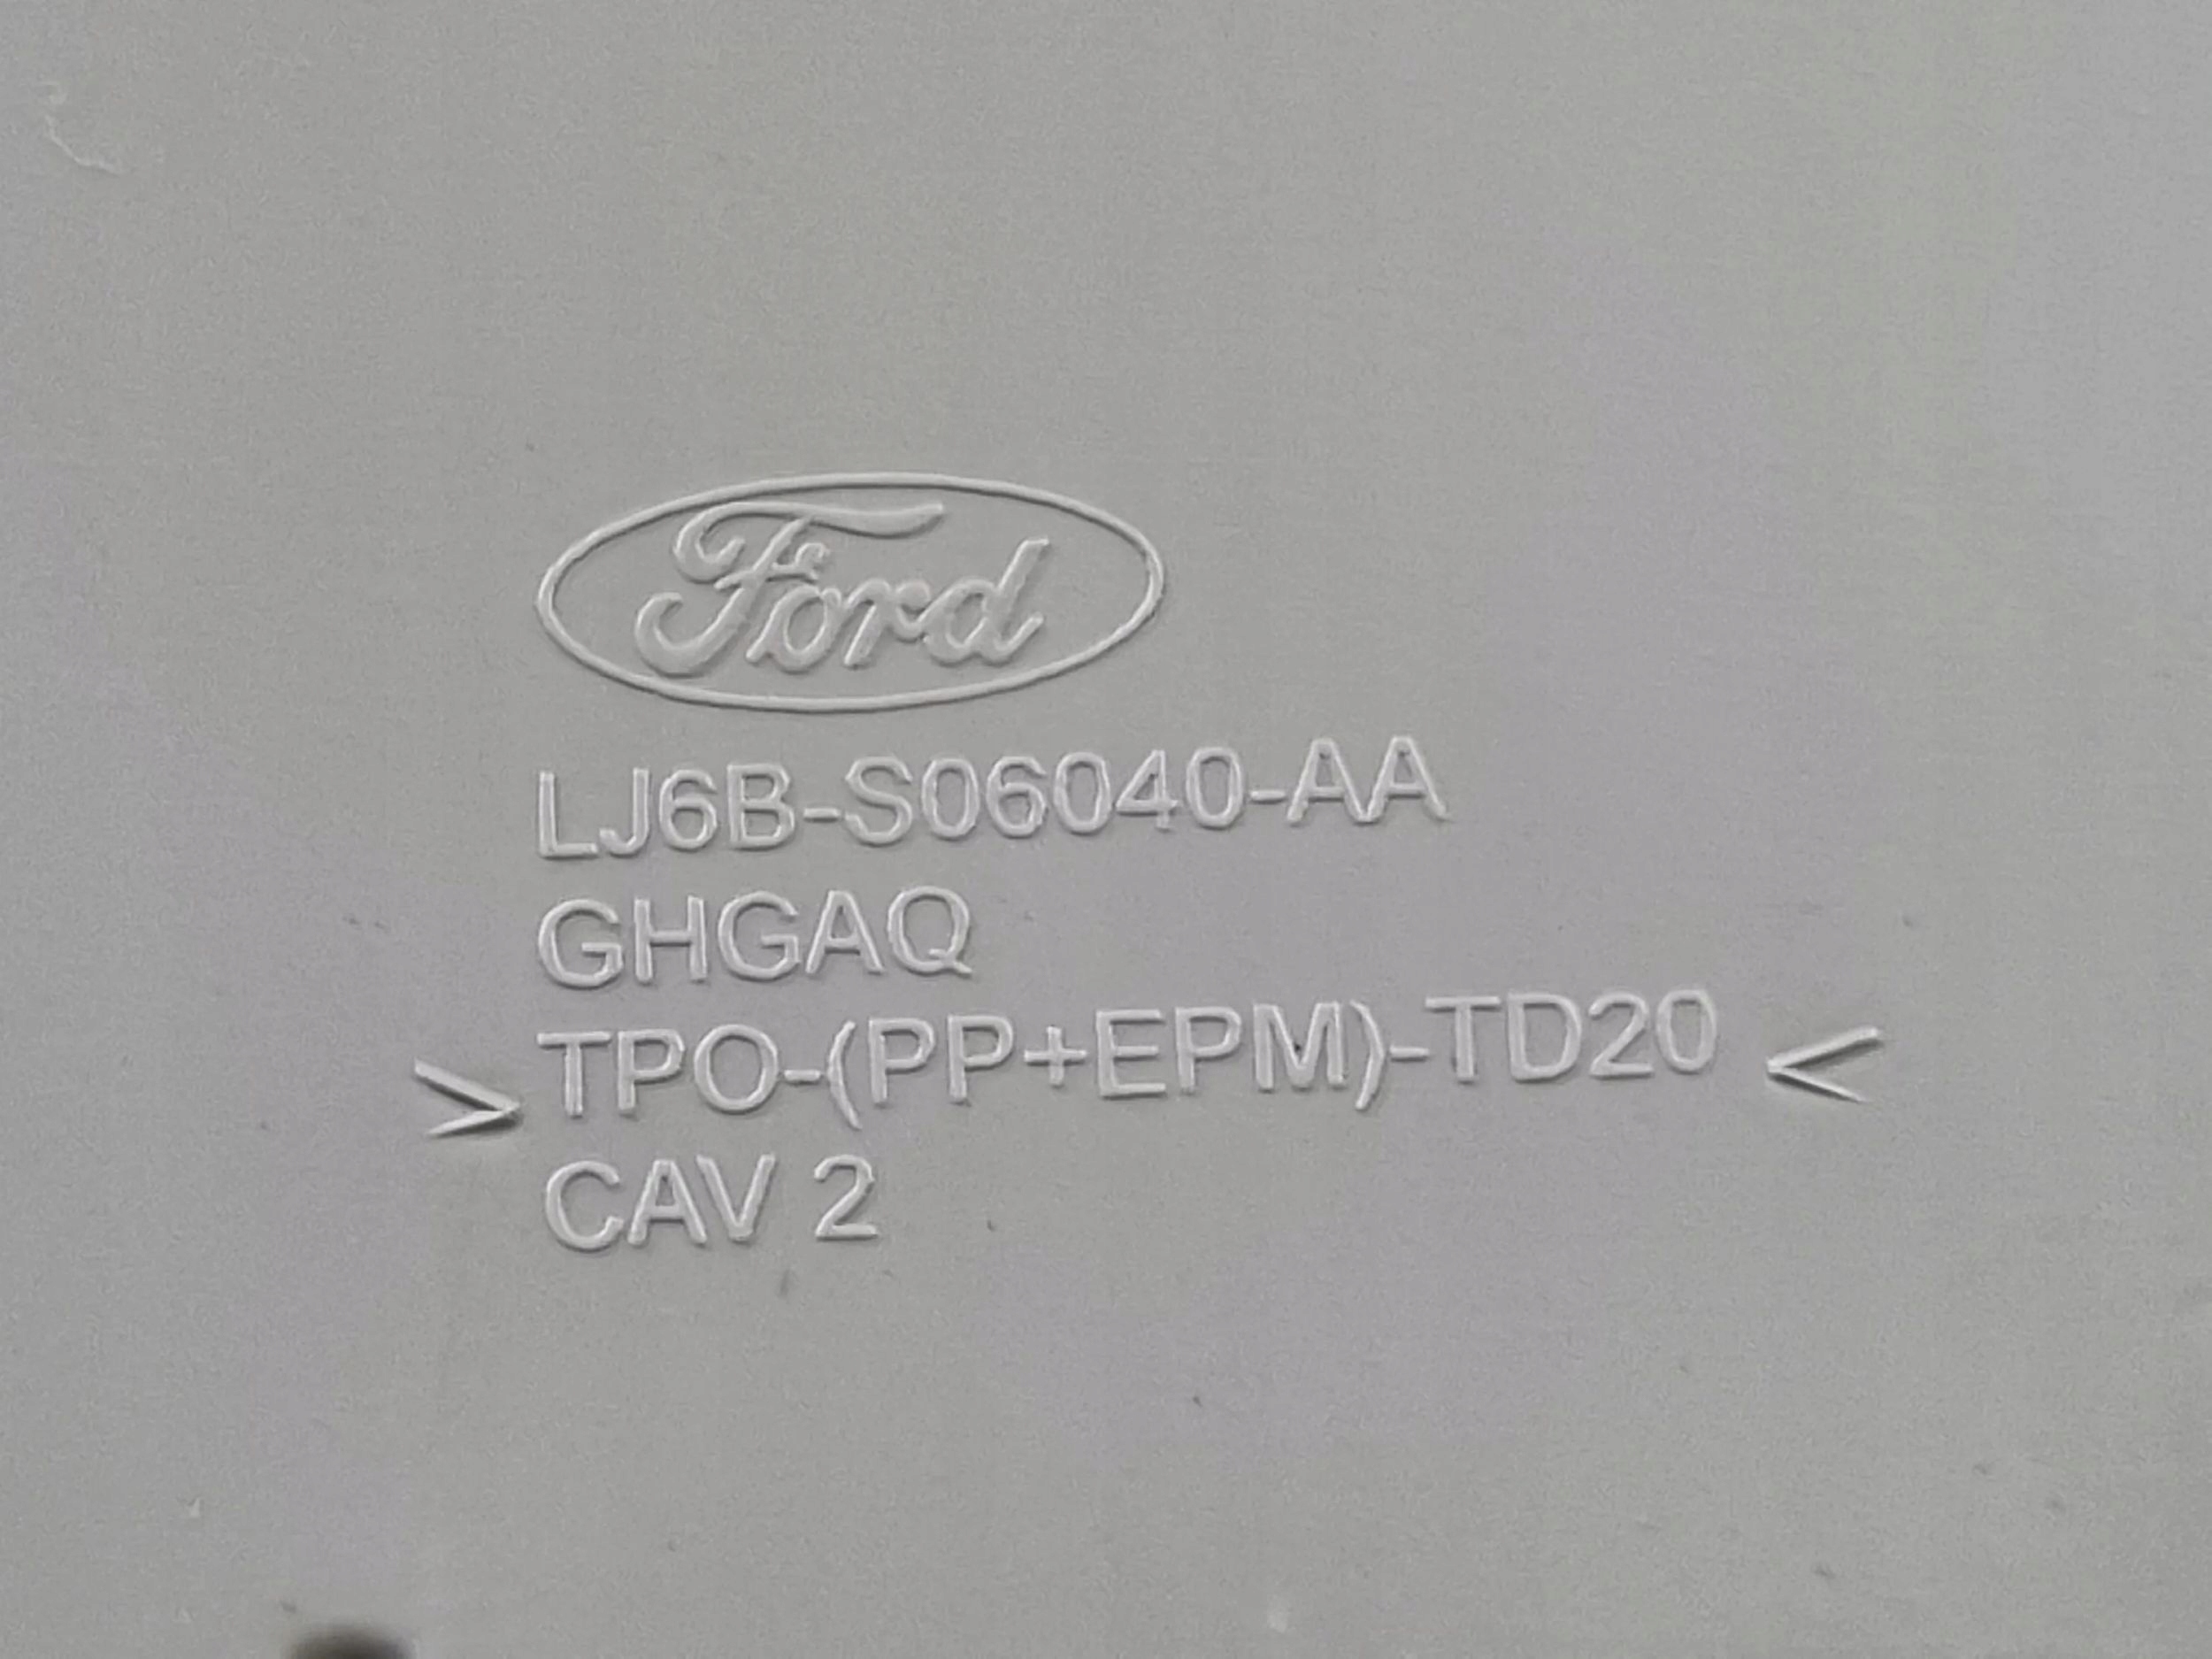 Ford
LJ6B-S06040-AA
GHGAQ
>TPO-(PP+EPM)-TD20<
CAV 2